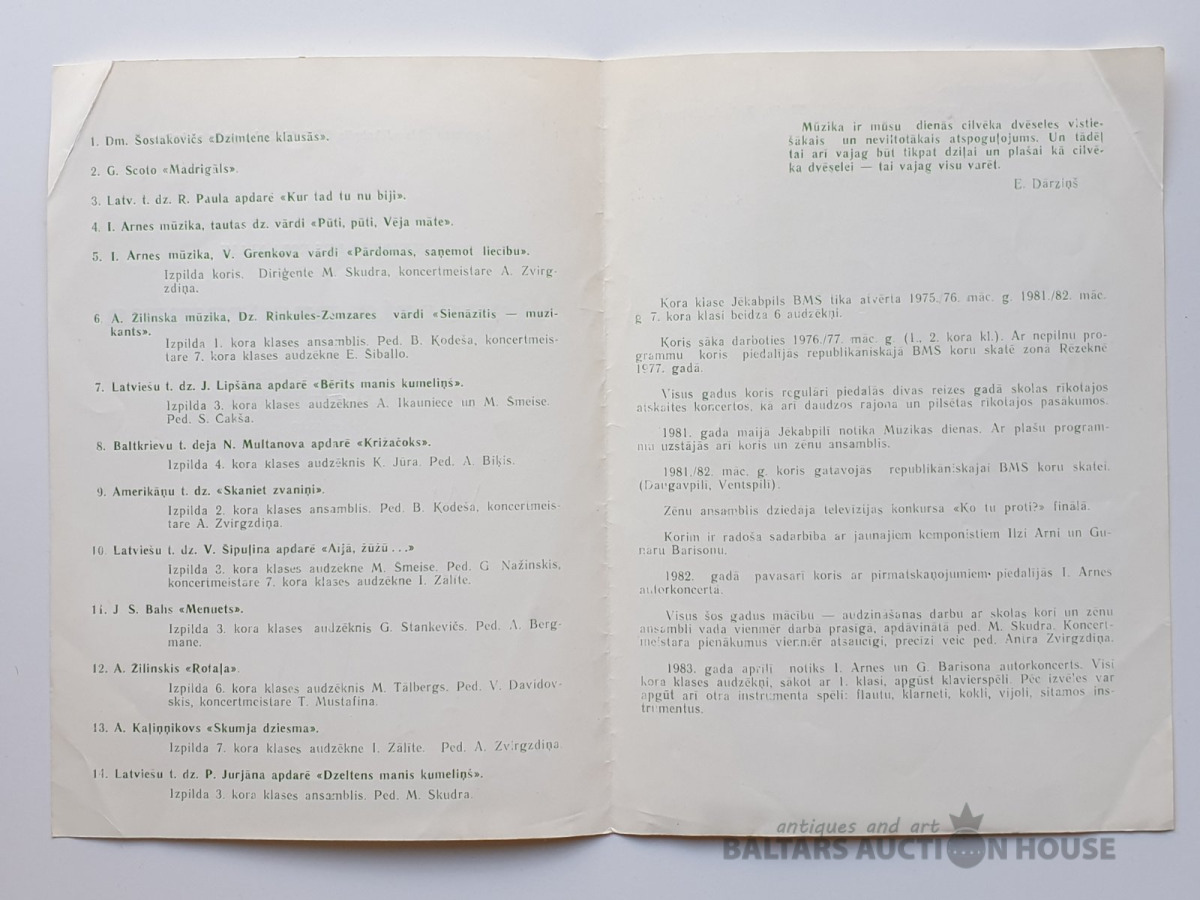 1. Dm. Šostakovičs «Dzimtene klausās».
2. G. Scoto «Madrigāls».
3. Latv. t. dz. R. Paula apdarē «Kur tad tu nu biji».
4. I. Arnes mūzika, tautas dz. vārdi «Pūti, pūti, Vēja māte».
5. I. Arnes mūzika, V. Grenkova vārdi «Pārdomas, saņemot liecību».
Izpilda koris. Diriģente M. Skudra, koncertmeistare A. Zvirg-
zdiņa.
6. A. Žilinska mūzika, Dz. Rinkules-Zemzares vārdi «Sienāzītis — muzi-
kants».
Izpilda 1. kora klases ansamblis. Ped. B. Kodeša, koncertmeis-
tare 7. kora klases audzēkne E. Šiballo.
7. Latviešu t. dz. J. Lipšāna apdarē «Bērīts manis kumeliņš».
Izpilda 3. kora klases audzēknes A. Ikauniece un M. Šmeise.
Ped. S. Cakša.
8. Baltkrievu t. deja N. Multanova apdarē «Križačoks».
Izpilda 4. kora klases audzēknis K. Jūra. Ped. A. Biķis.
9. Amerikāņu t. dz. «Skaniet zvaniņi».
Izpilda 2. kora klases ansamblis. Ped. B. Kodeša, koncertmeis-
tare A. Zvirgzdiņa.
10. Latviešu t. dz. V. Šipuļina apdarē «Aijā, žūžū ...»
Izpilda 3. kora klases audzēkne M. Šmeise. Ped. G. Nažinskis,
koncertmeistare 7. kora klases audzēkne I. Zālīte.
11. J S. Bahs «Menuets».
Izpilda 3. kora klases audzēknis G. Stankevičs. Ped. A. Berg-
mane.
12. A. Žilinskis «Rotaļa».
Izpilda 6. kora klases audzēknis M. Tālbergs. Ped. V. Davidov-
skis, koncertmeistare T. Mustafina.
13. A. Kaļiņņikovs «Skumja dziesma».
Izpilda 7. kora klases audzēkne I. Zālīte. Ped. A. Zvirgzdiņa
14. Latviešu t. dz. P. Jurjāna apdarē «Dzeltens manis kumeliņš».
Izpilda 3. kora klases ansamblis. Ped. M. Skudra.
Mūzika ir mūsu dienās cilvēka dvēseles vistie-
šākais un neviltotākais atspoguļojums. Un tādēļ
tai arī vajag būt tikpat dziļai un plašai kā cilvē-
ka dvēselei — tai vajag visu varēt.
E. Dārziņš
Kora klase Jēkabpils BMS tika atvērta 1975./76. māc. g. 1981./82. māc.
g 7. kora klasi beidza 6 audzēkņi.
Koris sāka darboties 1976./77. māc. g. (1., 2. kora kl.). Ar nepilnu pro-
grammu koris piedalījās republikāniskajā BMS koru skatē zonā Rēzeknē
1977. gadā.
Visus gadus koris regulāri piedalās divas reizes gadā skolas rīkotajos
atskaites koncertos, kā arī daudzos rajona un pilsētas rīkotajos pasākumos.
1981. gada maijā Jēkabpilī notika Mūzikas dienas. Ar plašu program-
mu uzstājās arī koris un zēnu ansamblis.
1981./82. māc. g. koris gatavojās republikāniskajai BMS koru skatei.
(Daugavpilī, Ventspilī).
Zēnu ansamblis dziedāja televīzijas konkursa «Ko tu proti?» finālā.
Korim ir radoša sadarbība ar jaunajiem komponistiem Ilzi Arni un Gu-
nāru Barisonu.
1982. gadā pavasarī koris ar pirmatskaņojumiem piedalījās I. Arnes
autorkoncertā.
Visus šos gadus mācību — audzināšanas darbu ar skolas kori un zēnu
ansambli vada vienmēr darbā prasīgā, apdāvinātā ped. M. Skudra. Koncert-
meistara pienākumus vienmēr atsaucīgi, precīzi veic ped. Antra Zvirgzdiņa.
1983. gada aprīlī notiks I. Arnes un G. Barisona autorkoncerts. Visi
kora klases audzēkņi, sākot ar 1. klasi, apgūst klavierspēli. Pēc izvēles var
apgūt arī otra instrumenta spēli: flautu, klarneti, kokli, vijoli, sitamos ins-
trumentus.
antiques and art
BALTARS AUCTION HOUSE